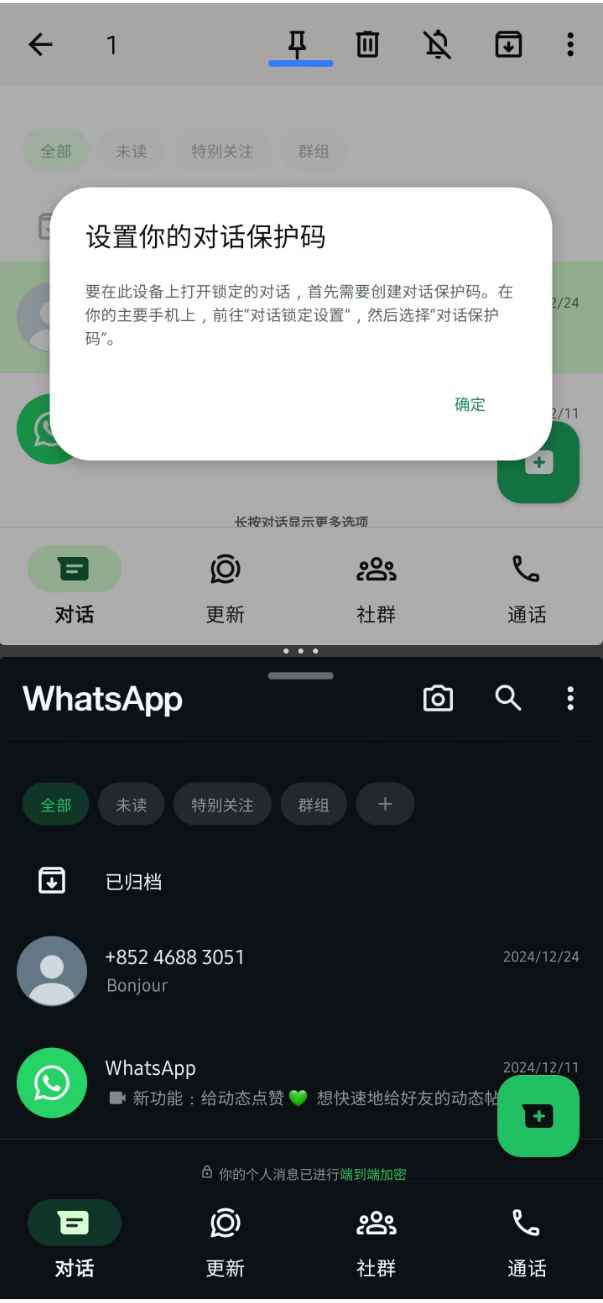 1
全部
未读
特别关注
群组
设置你的对话保护码
要在此设备上打开锁定的对话，首先需要创建对话保护码。在
你的主要手机上，前往“对话锁定设置”，然后选择“对话保护
码”。
2/24
确定
2/11
长按对话显示更多选项
对话
更新
社群
通话
WhatsApp
全部
未读
特别关注
群组
已归档
+852 4688 3051
2024/12/24
Bonjour
WhatsApp
2024/12/11
新功能：给动态点赞💚 想快速地给好友的动态帖
你的个人消息已进行端到端加密
对话
更新
社群
通话